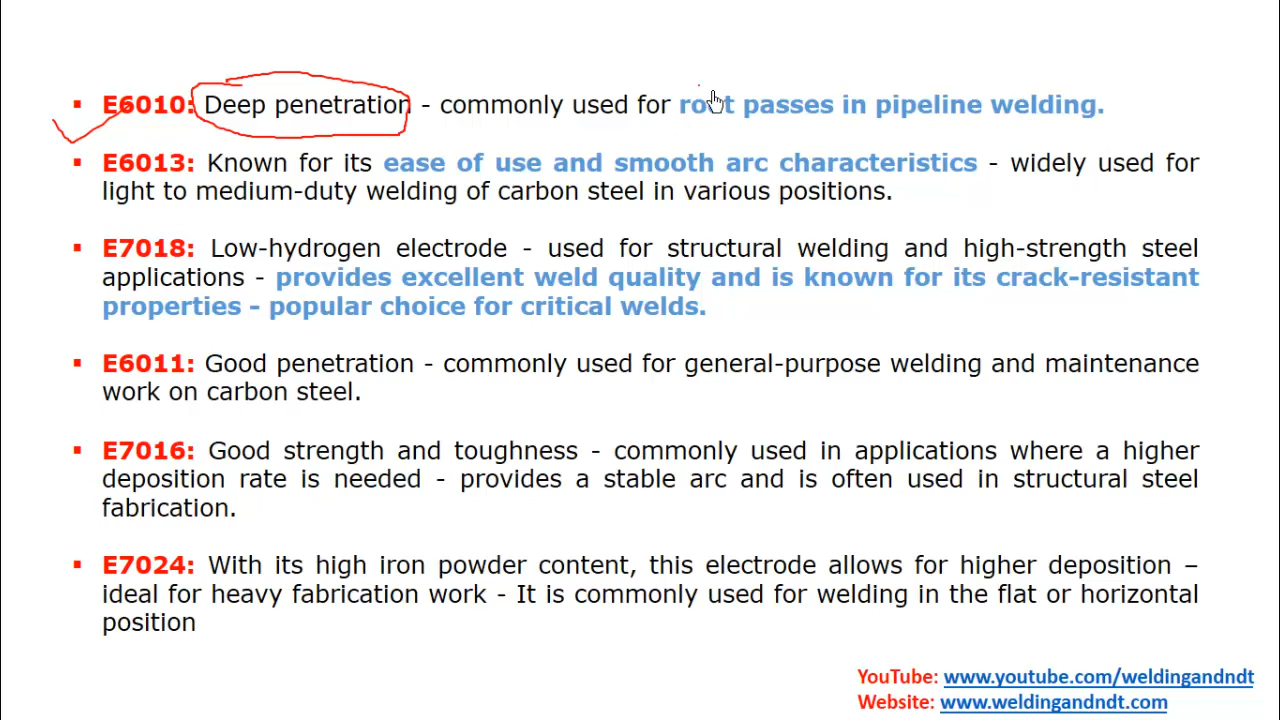 ▪ E6010: Deep penetration - commonly used for root passes in pipeline welding.
▪ E6013: Known for its ease of use and smooth arc characteristics - widely used for
light to medium-duty welding of carbon steel in various positions.
▪ E7018: Low-hydrogen electrode - used for structural welding and high-strength steel
applications - provides excellent weld quality and is known for its crack-resistant
properties – popular choice for critical welds.
▪ E6011: Good penetration - commonly used for general-purpose welding and maintenance
work on carbon steel.
▪ E7016: Good strength and toughness - commonly used in applications where a higher
deposition rate is needed - provides a stable arc and is often used in structural steel
fabrication.
▪ E7024: With its high iron powder content, this electrode allows for higher deposition –
ideal for heavy fabrication work - It is commonly used for welding in the flat or horizontal
position
YouTube: www.youtube.com/weldingandndt
Website: www.weldingandndt.com